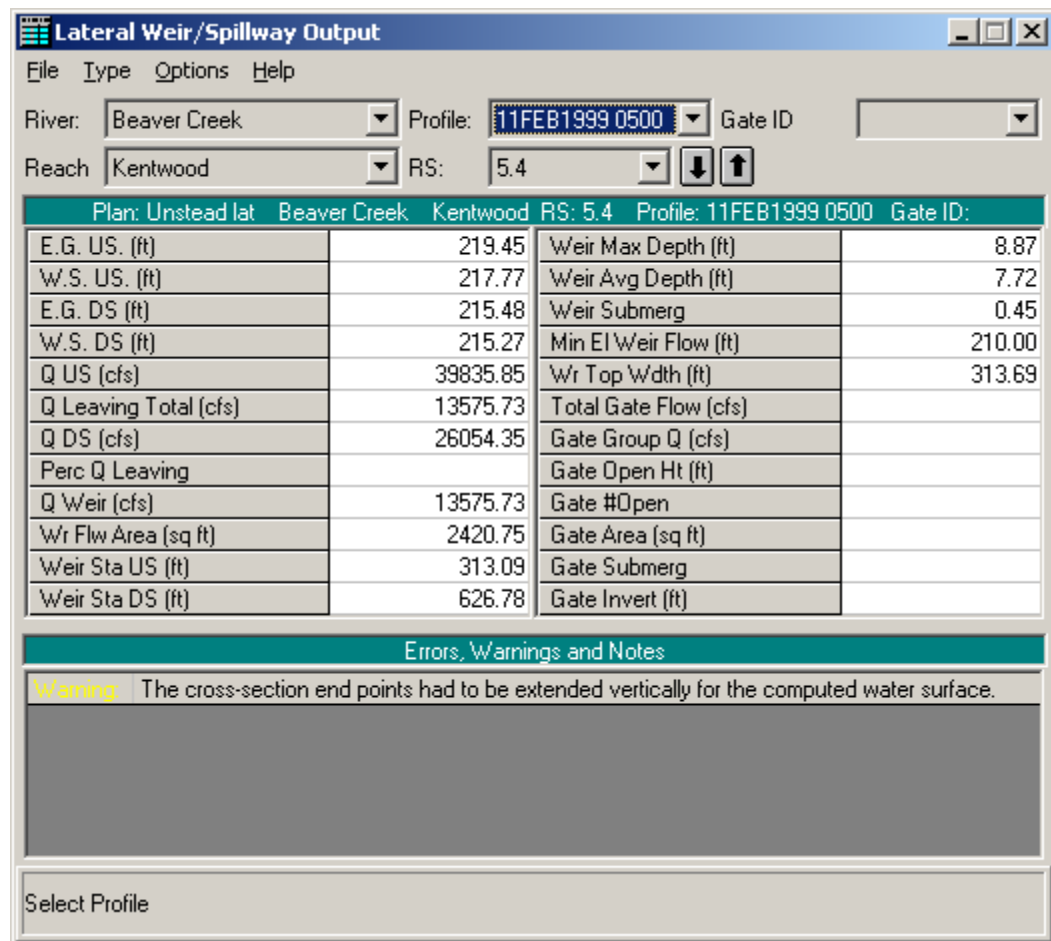 Lateral Weir/Spillway Output
File Type Options Help
River: Beaver Creek Profile: 11FEB1999 0500 Gate ID
Reach Kentwood RS: 5.4
Plan: Unstead lat Beaver Creek Kentwood RS: 5.4 Profile: 11FEB1999 0500 Gate ID:
E.G. US. (ft) 219.45 Weir Max Depth (ft) 8.87
W.S. US. (ft) 217.77 Weir Avg Depth (ft) 7.72
E.G. DS (ft) 215.48 Weir Submerg 0.45
W.S. DS (ft) 215.27 Min El Weir Flow (ft) 210.00
Q US (cfs) 39835.85 Wr Top Wdth (ft) 313.69
Q Leaving Total (cfs) 13575.73 Total Gate Flow (cfs)
Q DS (cfs) 26054.35 Gate Group Q (cfs)
Perc Q Leaving Gate Open Ht (ft)
Q Weir (cfs) 13575.73 Gate #Open
Wr Flw Area (sq ft) 2420.75 Gate Area (sq ft)
Weir Sta US (ft) 313.09 Gate Submerg
Weir Sta DS (ft) 626.78 Gate Invert (ft)
Errors, Warnings and Notes
Warning: The cross-section end points had to be extended vertically for the computed water surface.
Select Profile